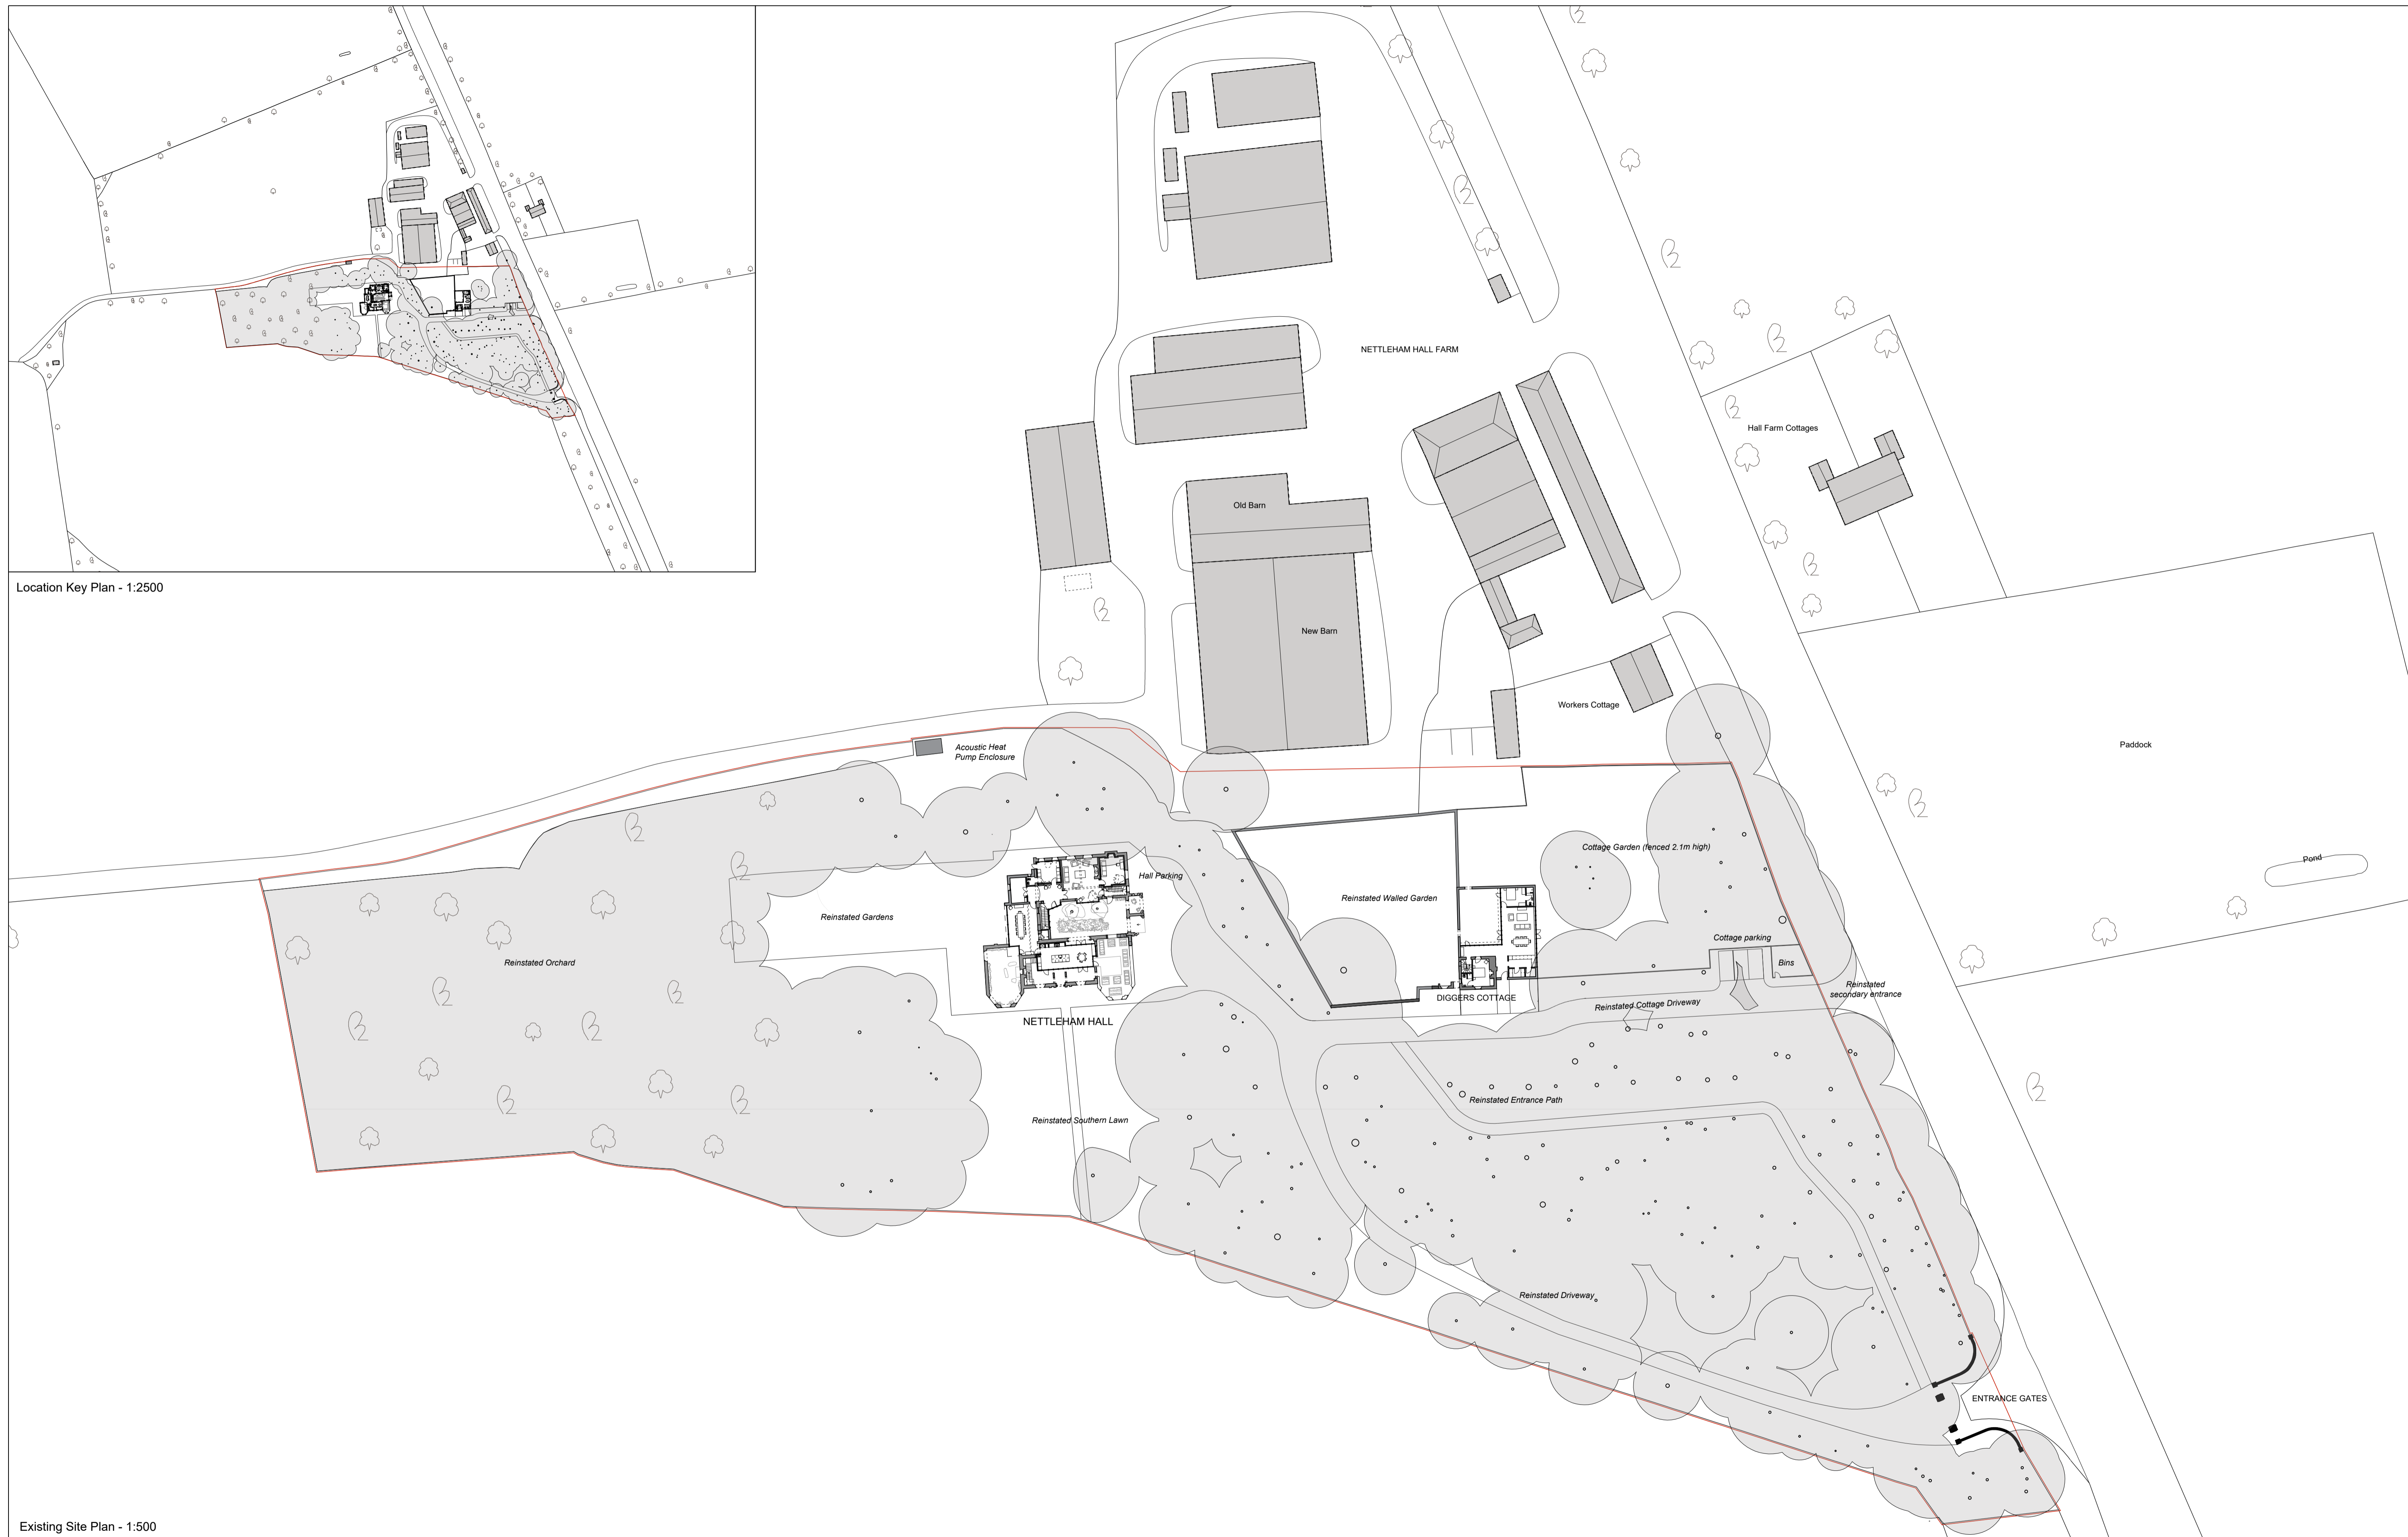 NETTLEHAM HALL FARM
Hall Farm Cottages
Old Barn
Location Key Plan - 1:2500
New Barn
Workers Cottage
Paddock
Acoustic Heat
Pump Enclosure
Cottage Garden (fenced 2.1m high)
Pond
Hall Parking
Reinstated Walled Garden
Reinstated Gardens
Cottage parking
Reinstated Orchard
Bins
Reinstated
secondary entrance
DIGGERS COTTAGE
Reinstated Cottage Driveway
NETTLEHAM HALL
Reinstated Entrance Path
Reinstated Southern Lawn
Reinstated Driveway
ENTRANCE GATES
Existing Site Plan - 1:500